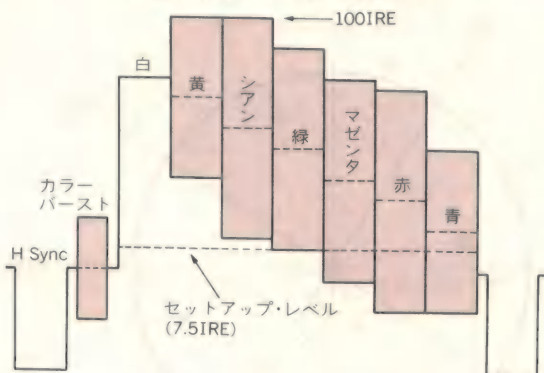 100IRE
白
黄
シアン
緑
マゼンタ
赤
青
カラー
バースト
H Sync
セットアップ・レベル
(7.5IRE)